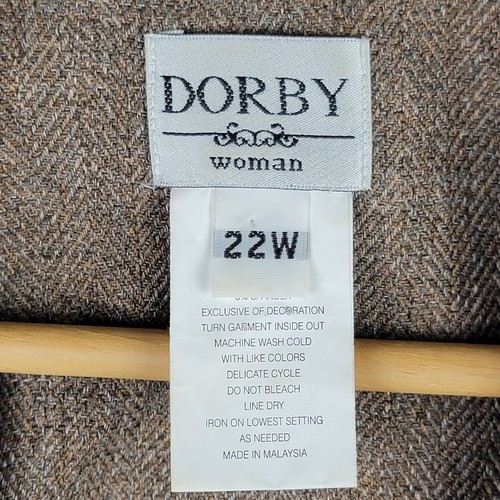 DORBY
woman
22W
EXCLUSIVE OF DECORATION
TURN GARMENT INSIDE OUT
MACHINE WASH COLD
WITH LIKE COLORS
DELICATE CYCLE
DO NOT BLEACH
LINE DRY
IRON ON LOWEST SETTING
AS NEEDED
MADE IN MALAYSIA